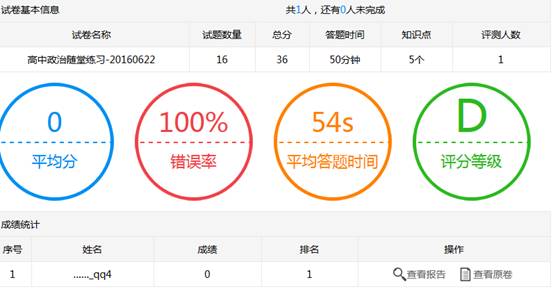 试卷基本信息 共1人，还有0人未完成
试卷名称 试题数量 总分 答题时间 知识点 评测人数
高中政治随堂练习-20160622 16 36 50分钟 5个 1
0 100% 54s D
平均分 错误率 平均答题时间 评分等级
成绩统计
序号 姓名 成绩 排名 操作
1 ......_qq4 0 1 查看报告 查看原卷